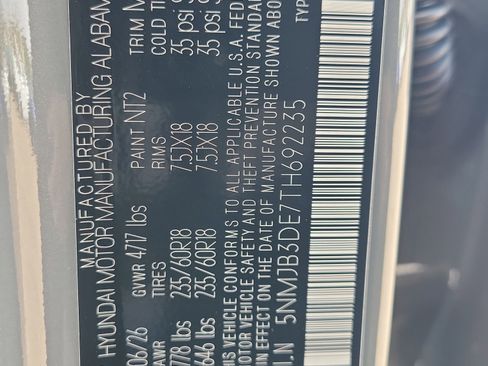 MANUFACTURED BY
HYUNDAI MOTOR MANUFACTURING ALABAM
06/26 GVWR 4717 lbs PAINT NT2 TRIM M
AWR TIRES RIMS COLD TI
778 lbs 235/60R18 7.5JX18 35 psi
646 lbs 235/60R18 7.5JX18 35 psi
THIS VEHICLE CONFORMS TO ALL APPLICABLE U.S.A. FED
MOTOR VEHICLE SAFETY AND THEFT PREVENTION STANDAR
IN EFFECT ON THE DATE OF MANUFACTURE SHOWN ABO
I.N 5NMJB3DE7TH692235 TYP